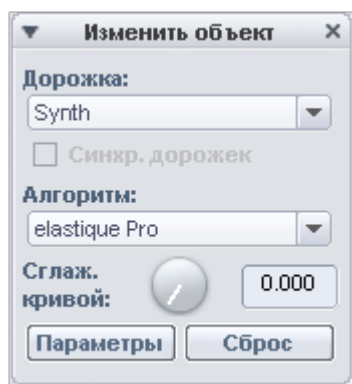 Изменить объект
Дорожка:
Synth
Синхр. дорожек
Алгоритм:
elastique Pro
Сглаж.
кривой:
0.000
Параметры Сброс